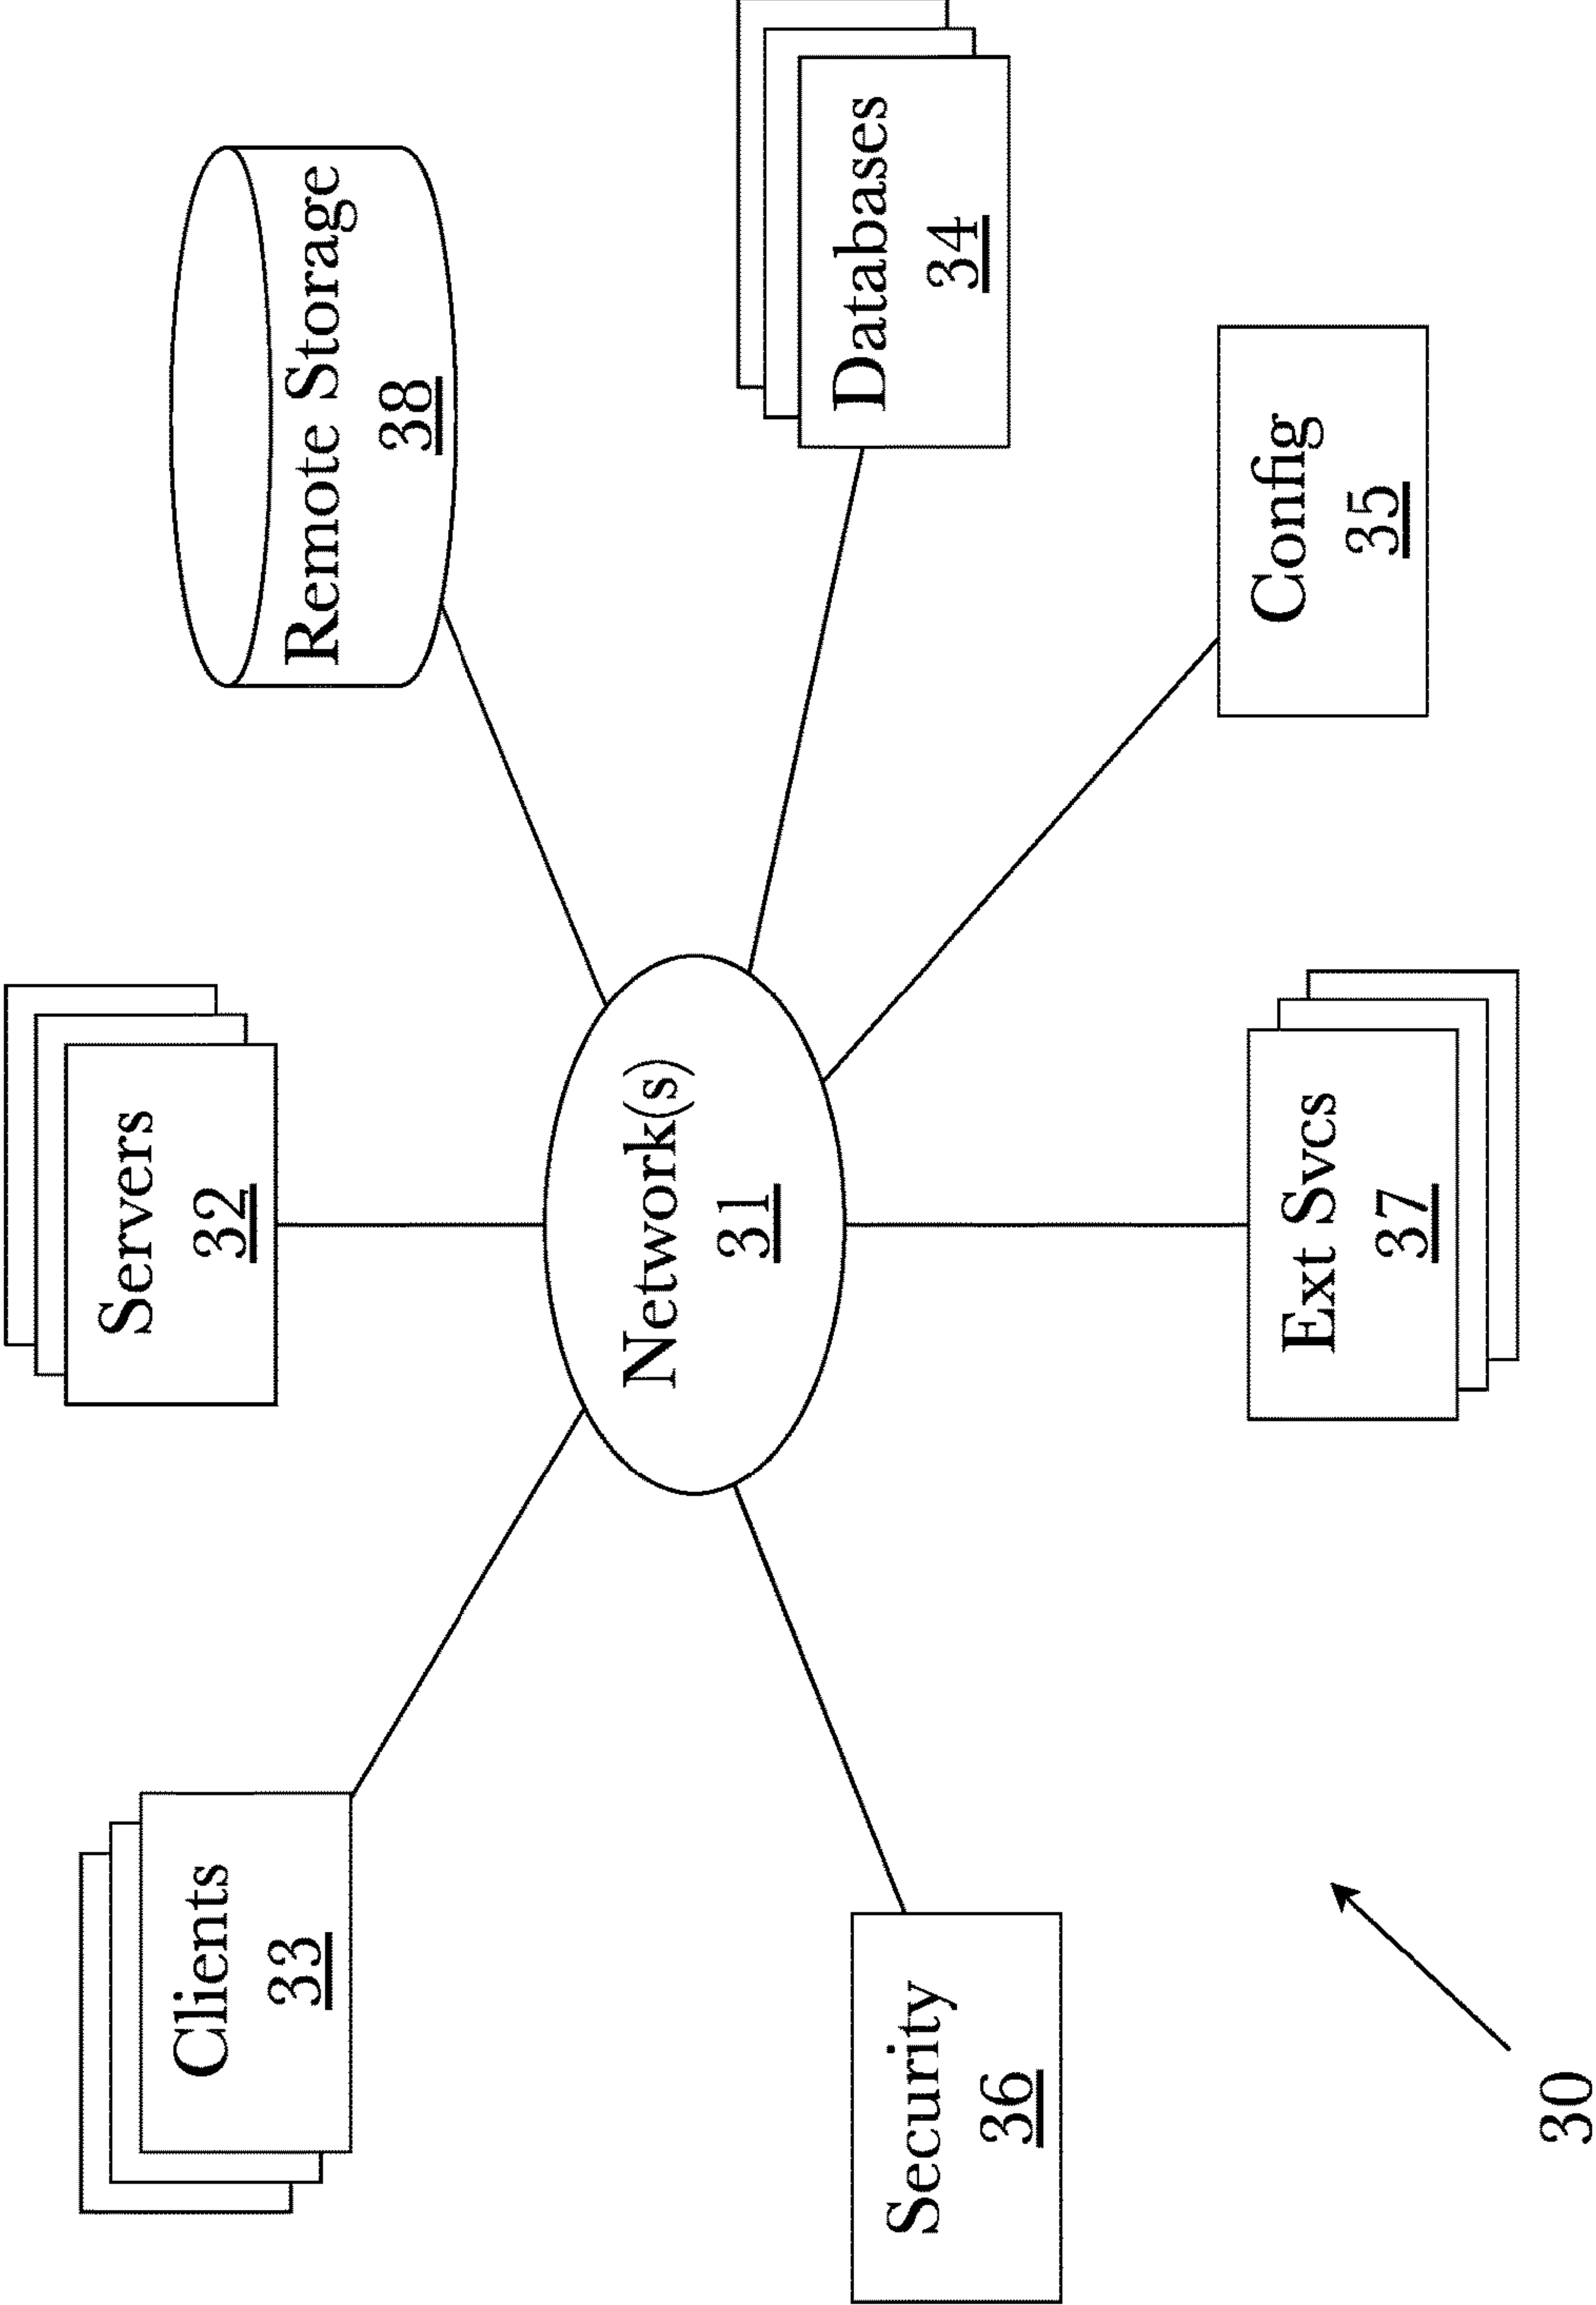 Servers
32
Clients
33
Remote Storage
38
Network(s)
31
Databases
34
Security
36
Ext Svcs
37
Config
35
30